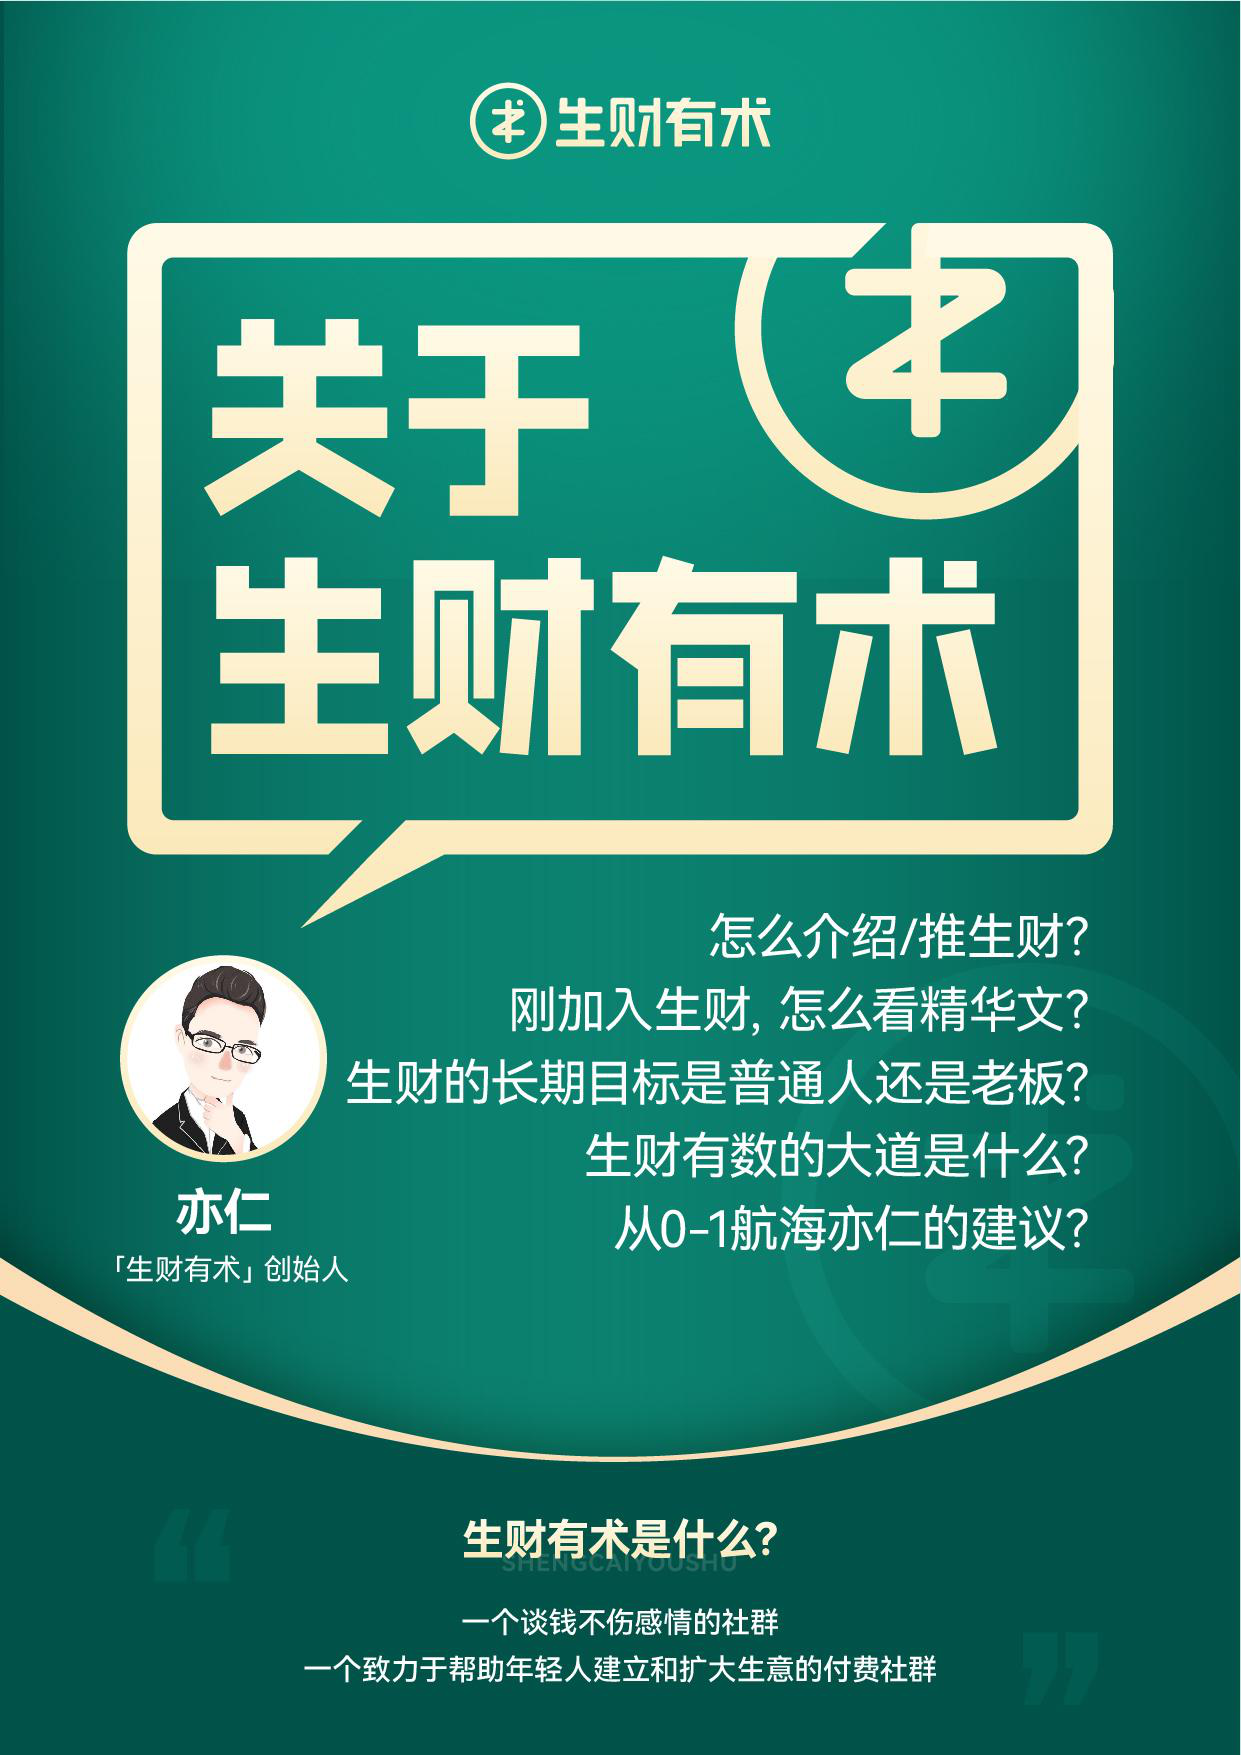 生财有术
关于
生财有术
怎么介绍/推生财?
刚加入生财, 怎么看精华文?
生财的长期目标是普通人还是老板?
生财有数的大道是什么?
从0-1航海亦仁的建议?
亦仁
「生财有术」创始人
生财有术是什么?
SHENGCAIYOUSHU
一个谈钱不伤感情的社群
一个致力于帮助年轻人建立和扩大生意的付费社群